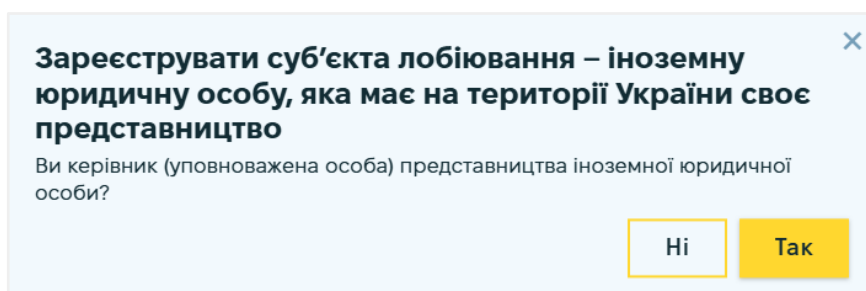 Зареєструвати суб’єкта лобіювання – іноземну
юридичну особу, яка має на території України своє
представництво
Ви керівник (уповноважена особа) представництва іноземної юридичної
особи?
Ні
Так